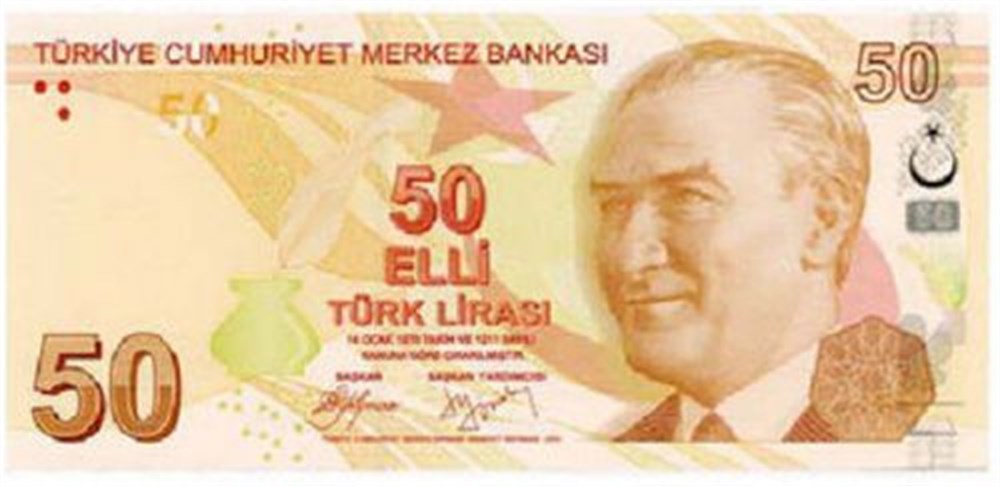 TÜRKİYE CUMHURİYET MERKEZ BANKASI
50
50
50
ELLİ
TÜRK LİRASI
14 OCAK 1970 TARİH VE 1211 SAYILI
KANUNA GÖRE ÇIKARILMIŞTIR.
BAŞKAN BAŞKAN YARDIMCISI
50
50